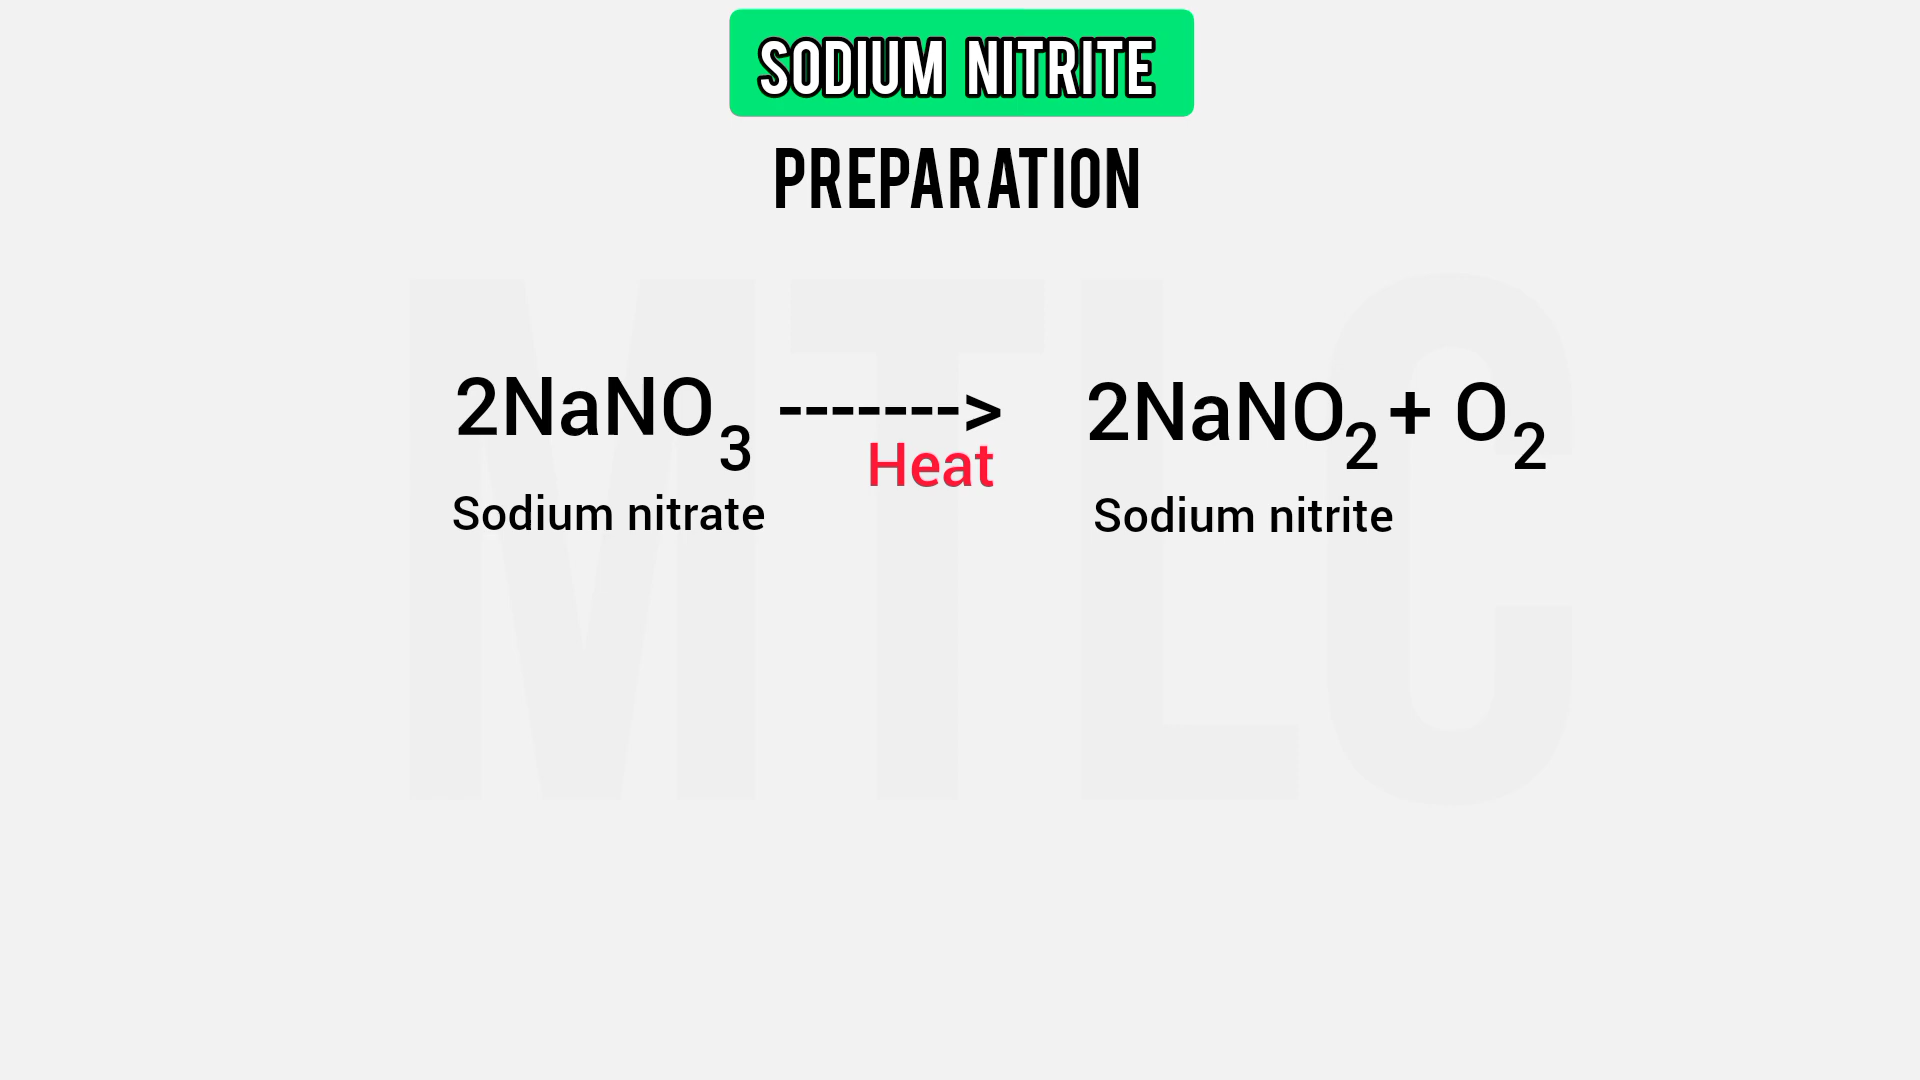 SODIUM NITRITE
PREPARATION
MTLC
2NaNO₃ -------> 2NaNO₂ + O₂
Heat
Sodium nitrate Sodium nitrite